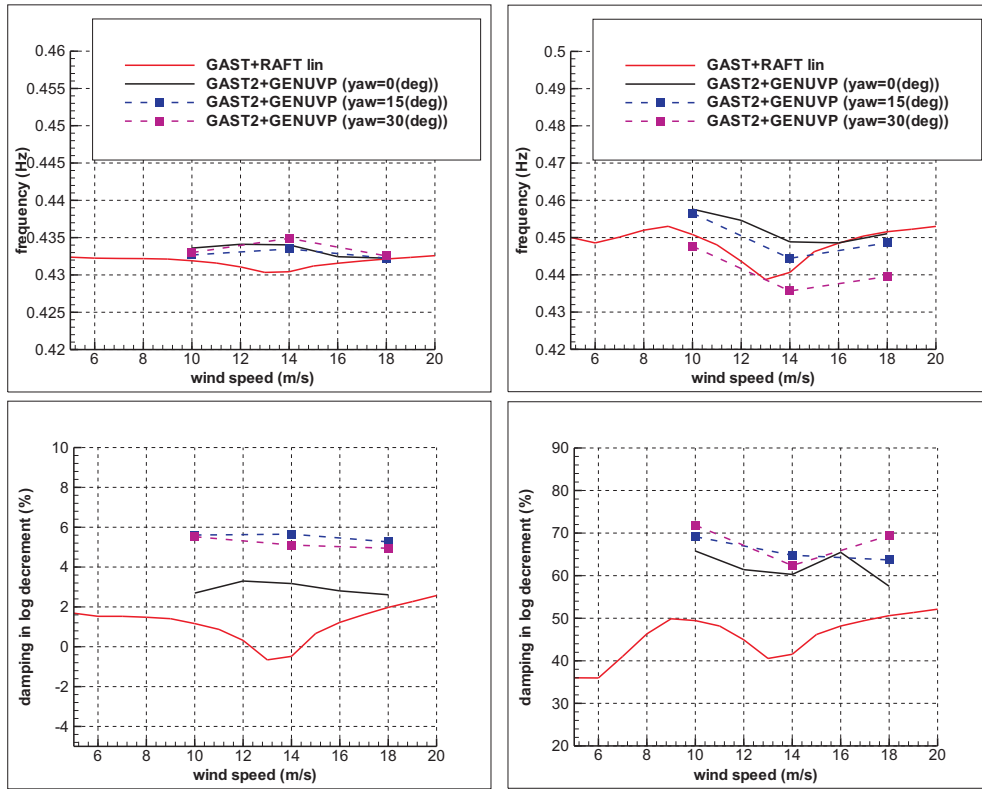 GAST+RAFT lin
GAST2+GENUVP (yaw=0(deg))
GAST2+GENUVP (yaw=15(deg))
GAST2+GENUVP (yaw=30(deg))
frequency (Hz)
0.46
0.455
0.45
0.445
0.44
0.435
0.43
0.425
0.42
6 8 10 12 14 16 18 20
wind speed (m/s)
GAST+RAFT lin
GAST2+GENUVP (yaw=0(deg))
GAST2+GENUVP (yaw=15(deg))
GAST2+GENUVP (yaw=30(deg))
frequency (Hz)
0.5
0.49
0.48
0.47
0.46
0.45
0.44
0.43
0.42
6 8 10 12 14 16 18 20
wind speed (m/s)
damping in log decrement (%)
10
8
6
4
2
0
-2
-4
6 8 10 12 14 16 18 20
wind speed (m/s)
damping in log decrement (%)
90
80
70
60
50
40
30
20
6 8 10 12 14 16 18 20
wind speed (m/s)